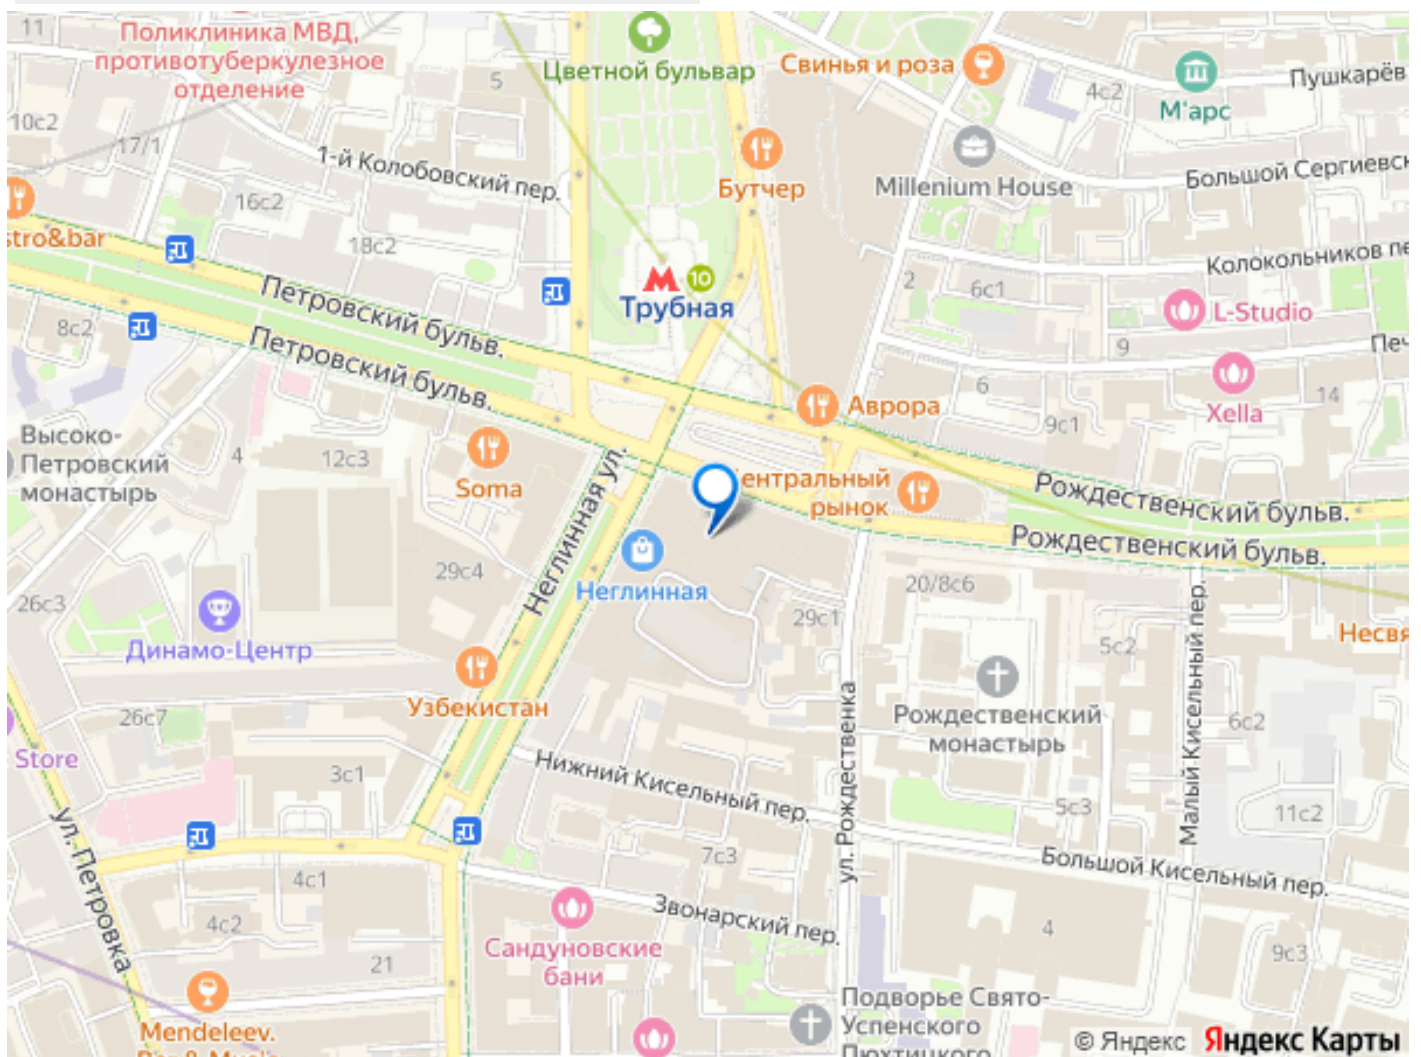 11
Поликлиника МВД,
противотуберкулезное
отделение
5
Цветной бульвар
Свинья и роза
4с2
Пушкарёв
М'арс
10с2
17/1
1-й Колобовский пер.
Бутчер
Millenium House
Большой Сергиевск
16с2
stro&bar
18с2
Колокольников пе
Петровский бульв.
10
Трубная
2
6с1
L-Studio
8с2
Петровский бульв.
9
Печ
6
Xella
14
Аврора
9с1
Высоко-
Петровский
монастырь
4
12с3
Soma
Неглинная ул.
ентральный
рынок
Рождественский бульв.
Рождественский бульв.
29с4
Неглинная
26с3
20/8с6
29с1
Динамо-Центр
5с2
Малый Кисельный пер.
Несвя
Узбекистан
26с7
Рождественский
монастырь
6с2
Store
3с1
Нижний Кисельный пер.
ул. Рождественка
5с3
11с2
ул. Петровка
7с3
Большой Кисельный пер.
4с1
4с2
Звонарский пер.
Сандуновские
бани
4
9с3
21
Mendeleev.
Подворье Свято-
Успенского
Пюхтицкого
© Яндекс Яндекс Карты